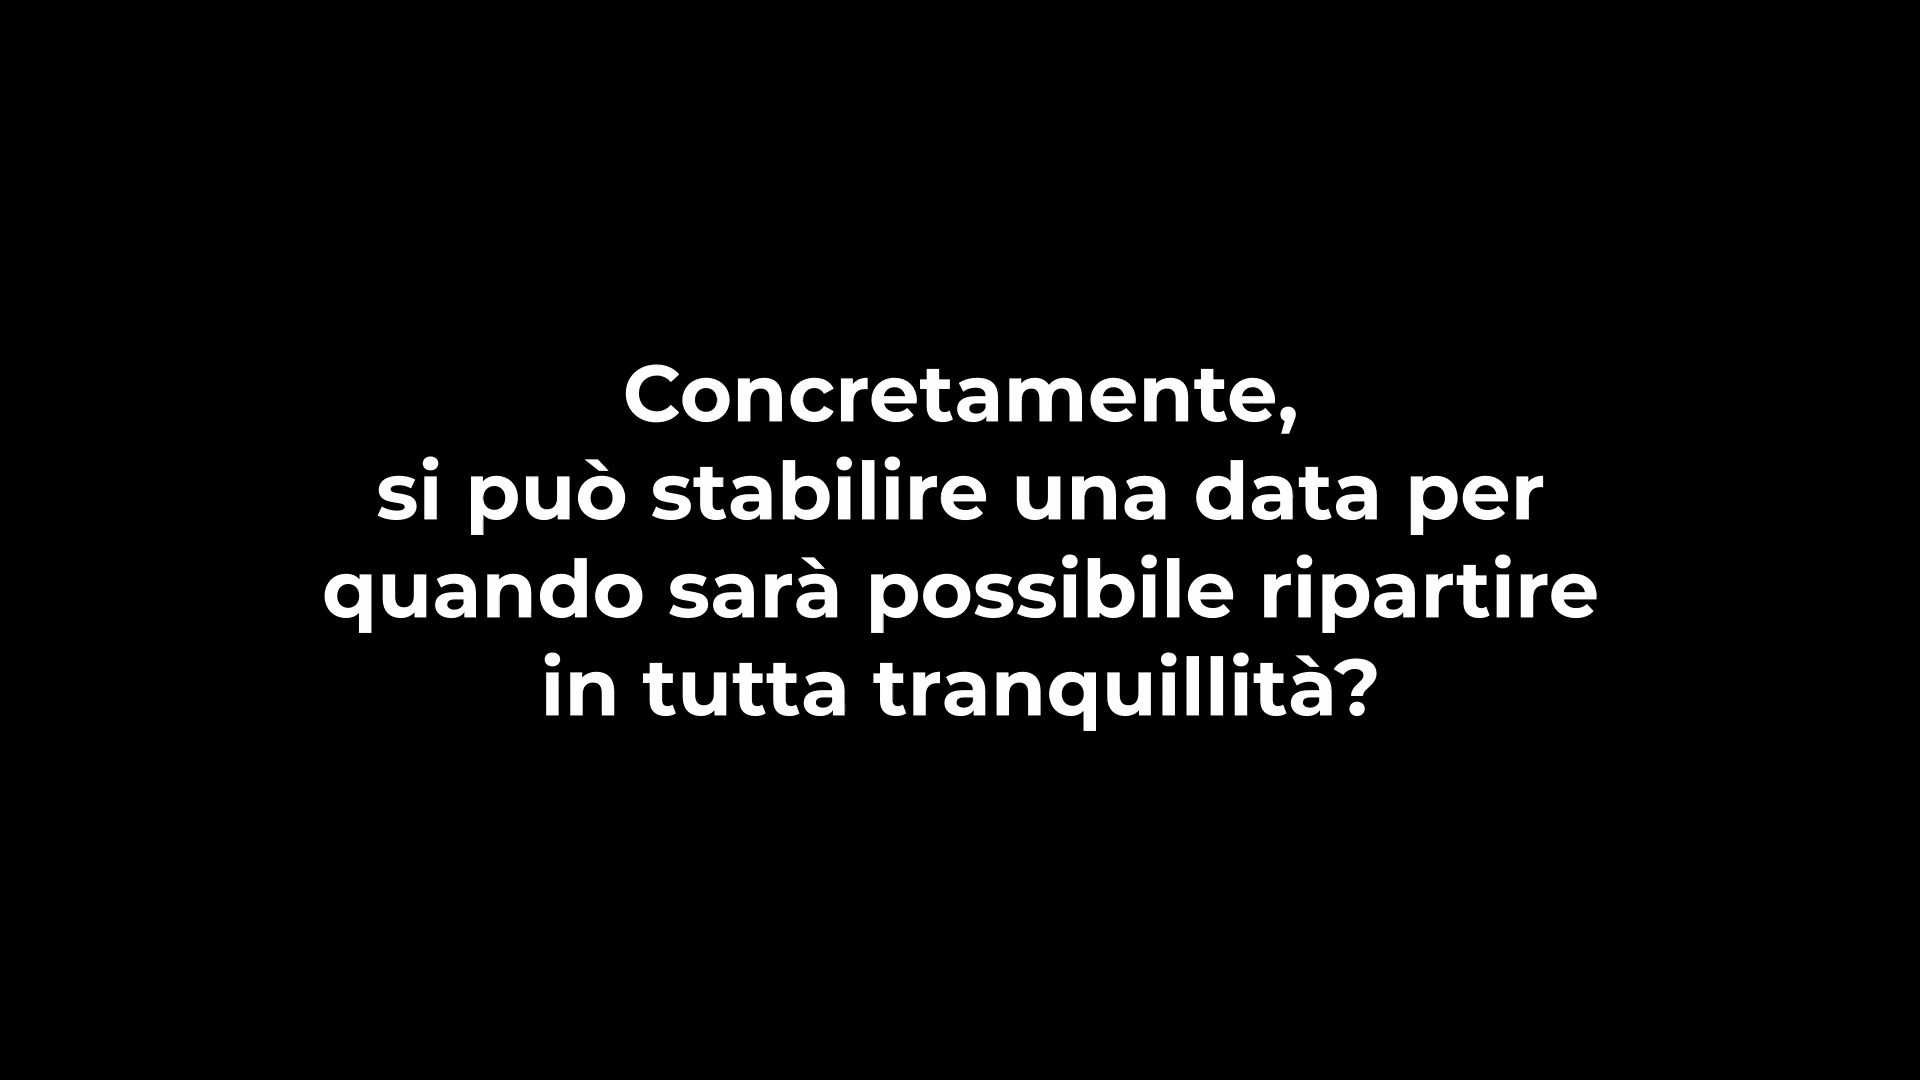 Concretamente,
si può stabilire una data per
quando sarà possibile ripartire
in tutta tranquillità?